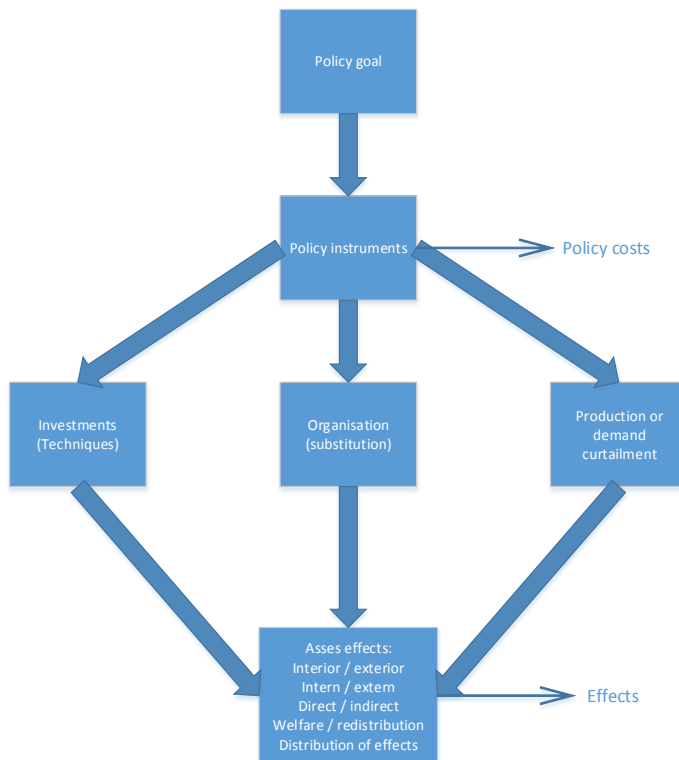 Policy goal
Policy instruments
Policy costs
Investments
(Techniques)
Organisation
(substitution)
Production or
demand
curtailment
Asses effects:
Interior / exterior
Intern / extern
Direct / indirect
Welfare / redistribution
Distribution of effects
Effects